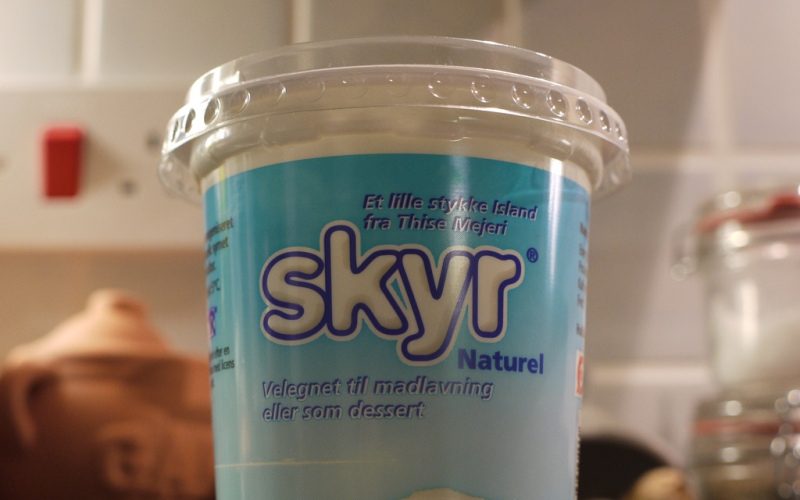 Et lille stykke Island
fra Thise Mejeri
skyr®
Naturel
Velegnet til madlavning
eller som dessert